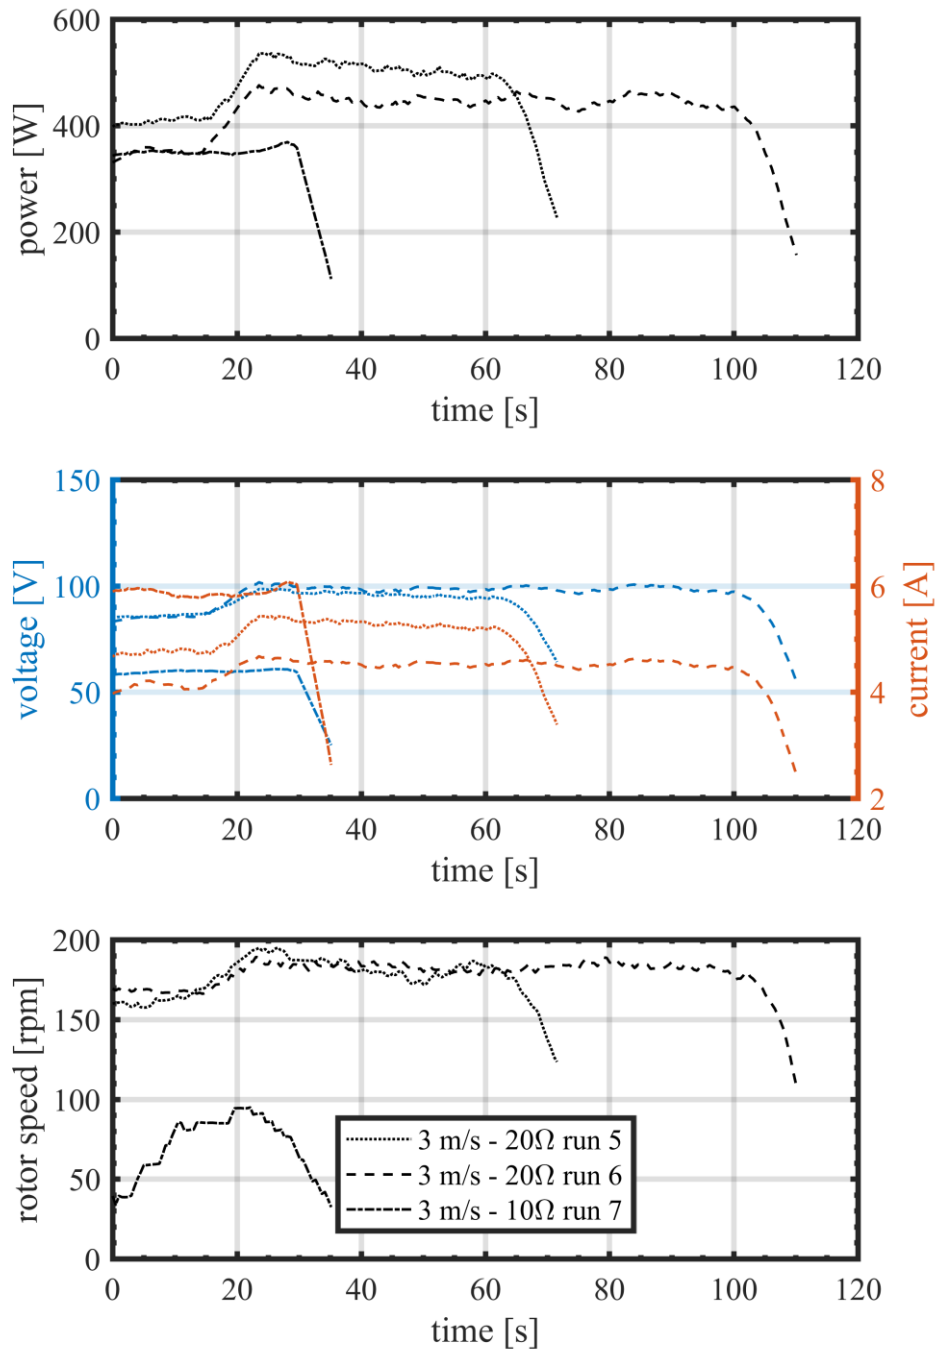 600
400
200
0
power [W]
0 20 40 60 80 100 120
time [s]
150
100
50
0
voltage [V]
8
6
4
2
current [A]
0 20 40 60 80 100 120
time [s]
200
150
100
50
0
rotor speed [rpm]
3 m/s - 20Ω run 5
3 m/s - 20Ω run 6
3 m/s - 10Ω run 7
0 20 40 60 80 100 120
time [s]